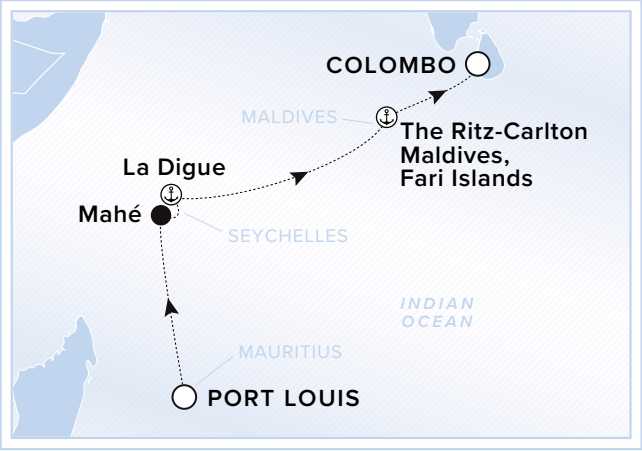 COLOMBO
MALDIVES
The Ritz-Carlton
Maldives,
Fari Islands
La Digue
Mahé
SEYCHELLES
INDIAN
OCEAN
MAURITIUS
PORT LOUIS